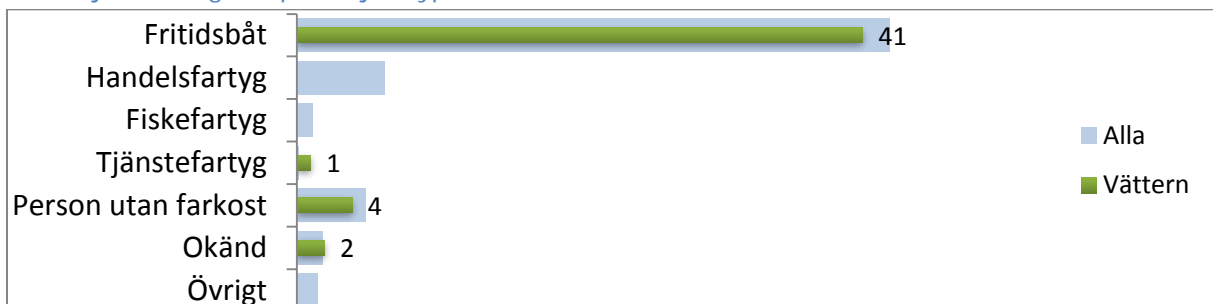 Fritidsbåt 41
Handelsfartyg
Fiskefartyg
Tjänstefartyg 1
Person utan farkost 4
Okänd 2
Övrigt
Alla
Vättern